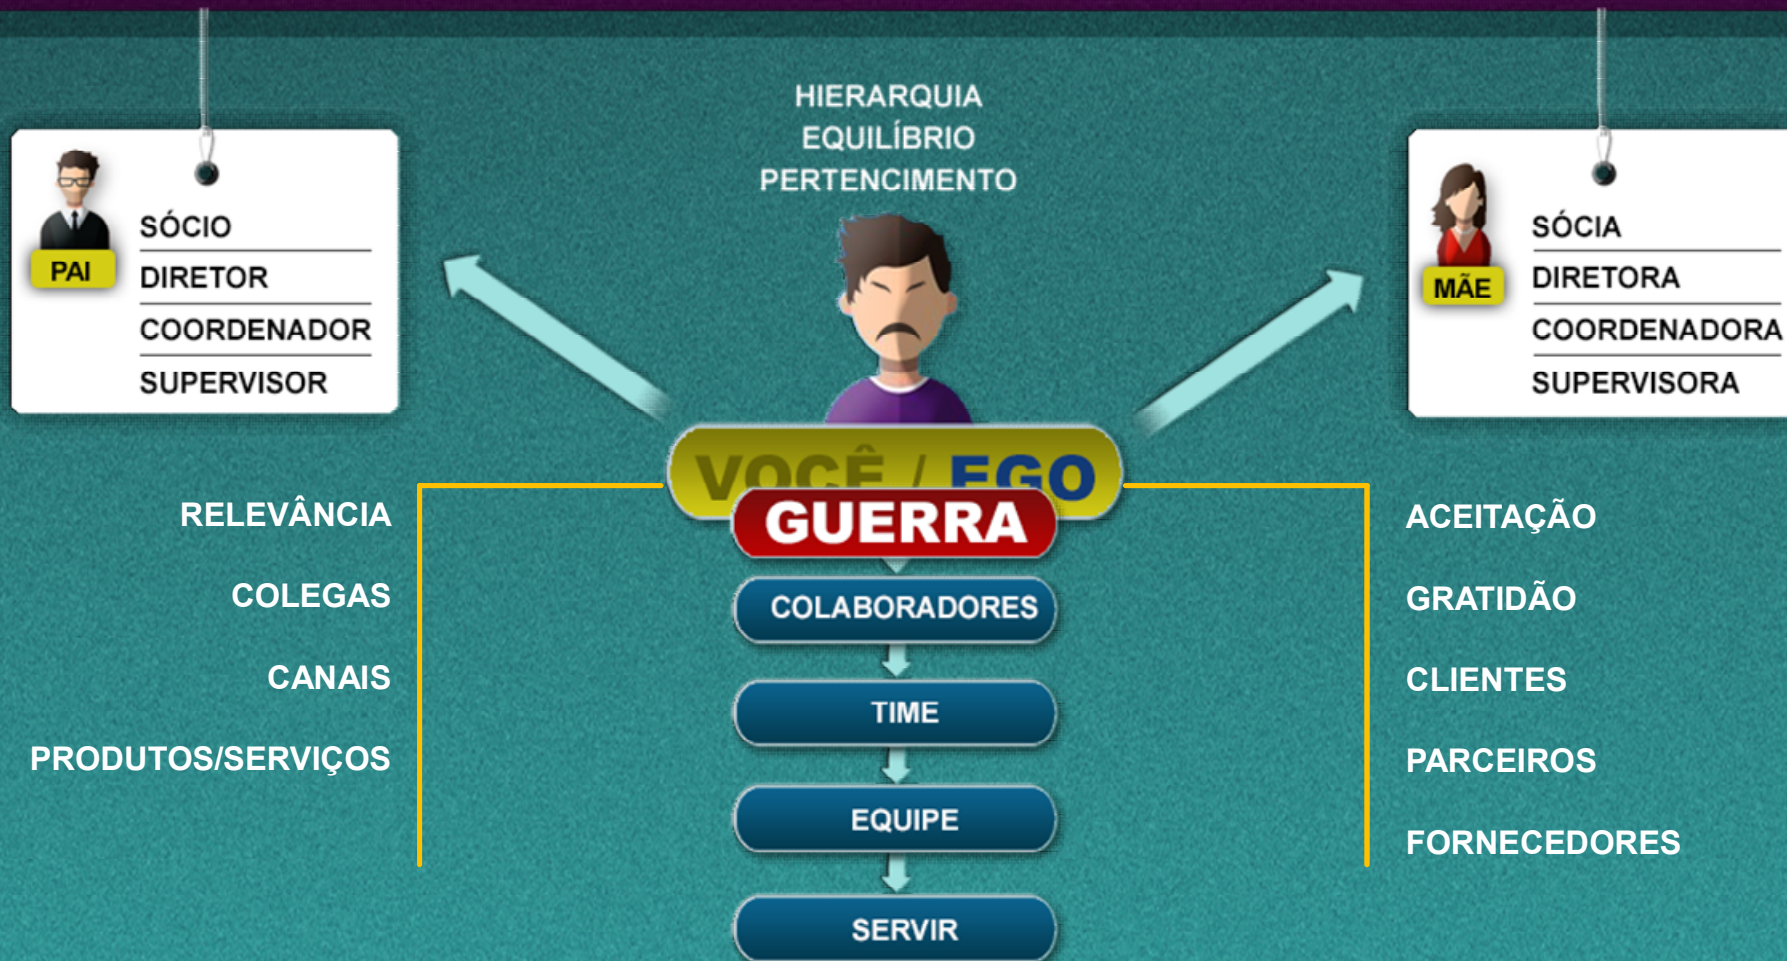 HIERARQUIA
EQUILÍBRIO
PERTENCIMENTO
PAI
SÓCIO
DIRETOR
COORDENADOR
SUPERVISOR
MÃE
SÓCIA
DIRETORA
COORDENADORA
SUPERVISORA
VOCÊ / EGO
GUERRA
RELEVÂNCIA
COLEGAS
CANAIS
PRODUTOS/SERVIÇOS
COLABORADORES
TIME
EQUIPE
SERVIR
ACEITAÇÃO
GRATIDÃO
CLIENTES
PARCEIROS
FORNECEDORES